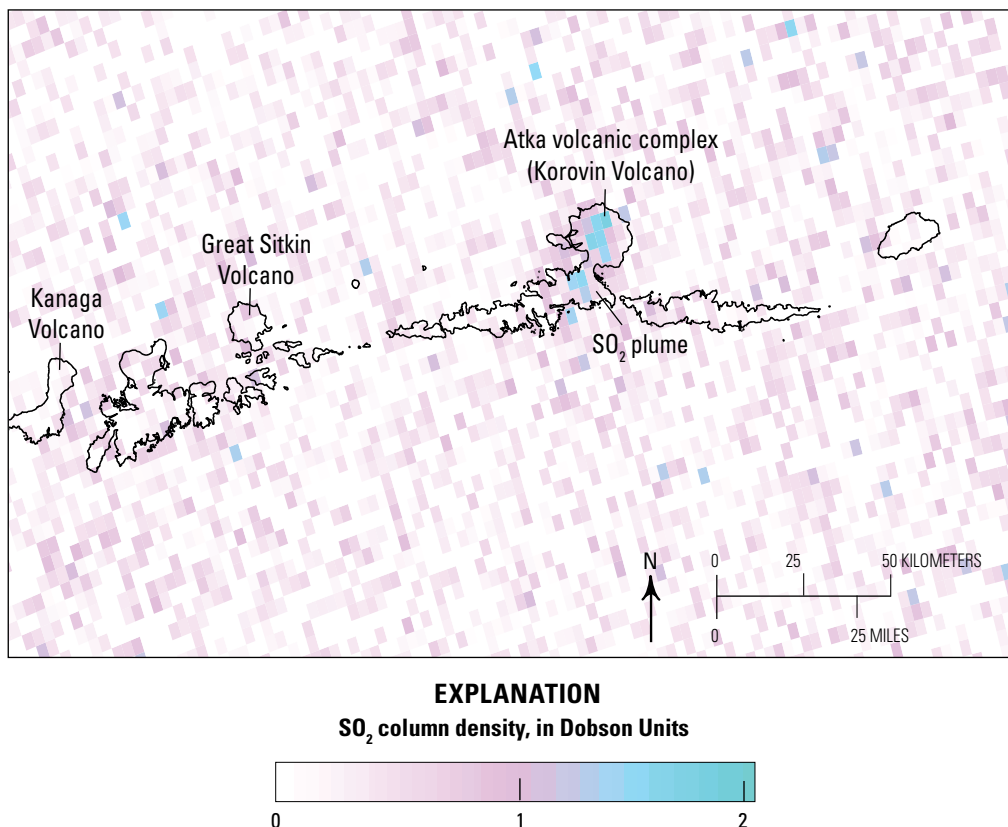 Atka volcanic complex
(Korovin Volcano)
Great Sitkin
Volcano
Kanaga
Volcano
SO₂ plume
N
0 25 50 KILOMETERS
0 25 MILES
EXPLANATION
SO₂ column density, in Dobson Units
0 1 2